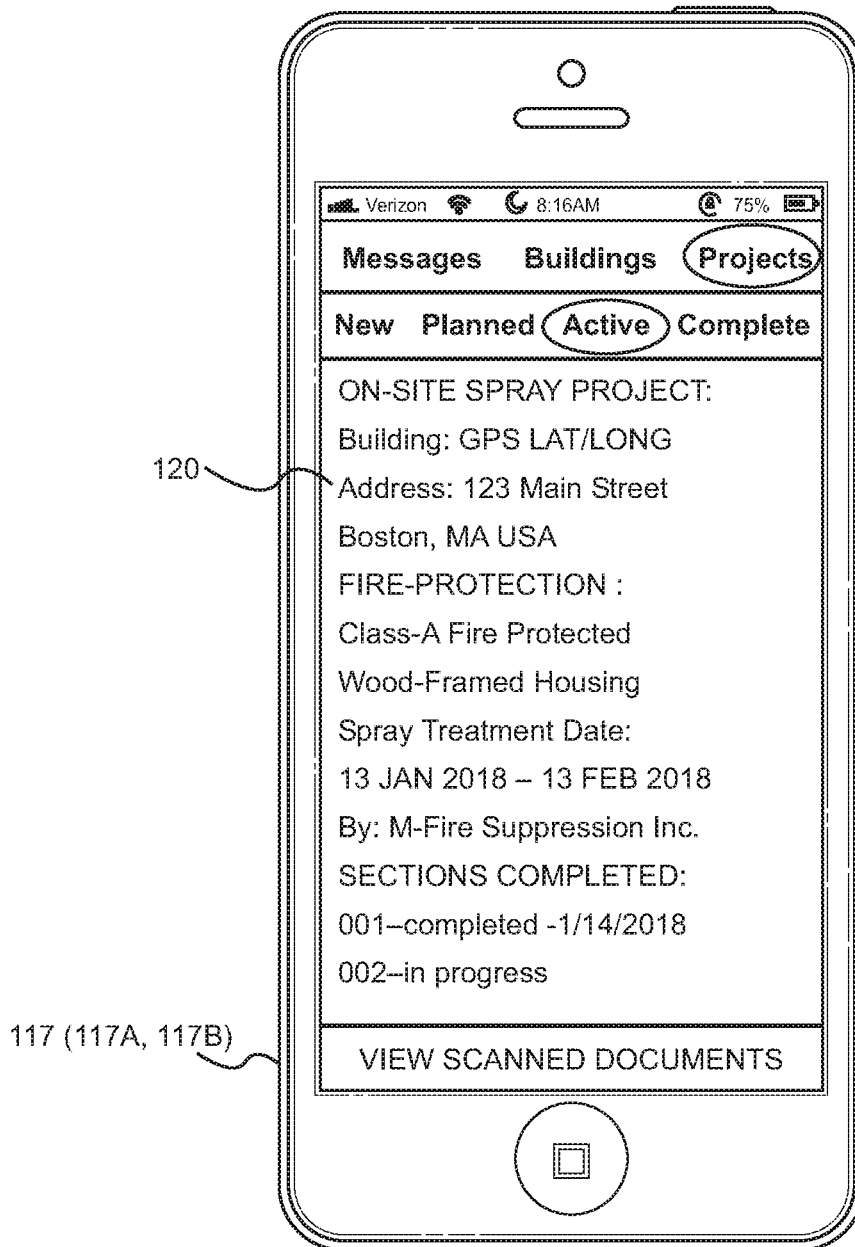 Verizon 8:16AM 75%
Messages Buildings Projects
New Planned Active Complete
ON-SITE SPRAY PROJECT:
Building: GPS LAT/LONG
120
Address: 123 Main Street
Boston, MA USA
FIRE-PROTECTION :
Class-A Fire Protected
Wood-Framed Housing
Spray Treatment Date:
13 JAN 2018 – 13 FEB 2018
By: M-Fire Suppression Inc.
SECTIONS COMPLETED:
001–completed -1/14/2018
002–in progress
117 (117A, 117B)
VIEW SCANNED DOCUMENTS